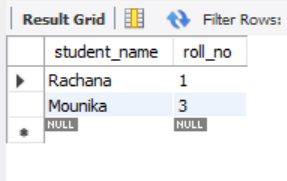 Result Grid Filter Rows:
student_name roll_no
Rachana 1
Mounika 3
NULL NULL